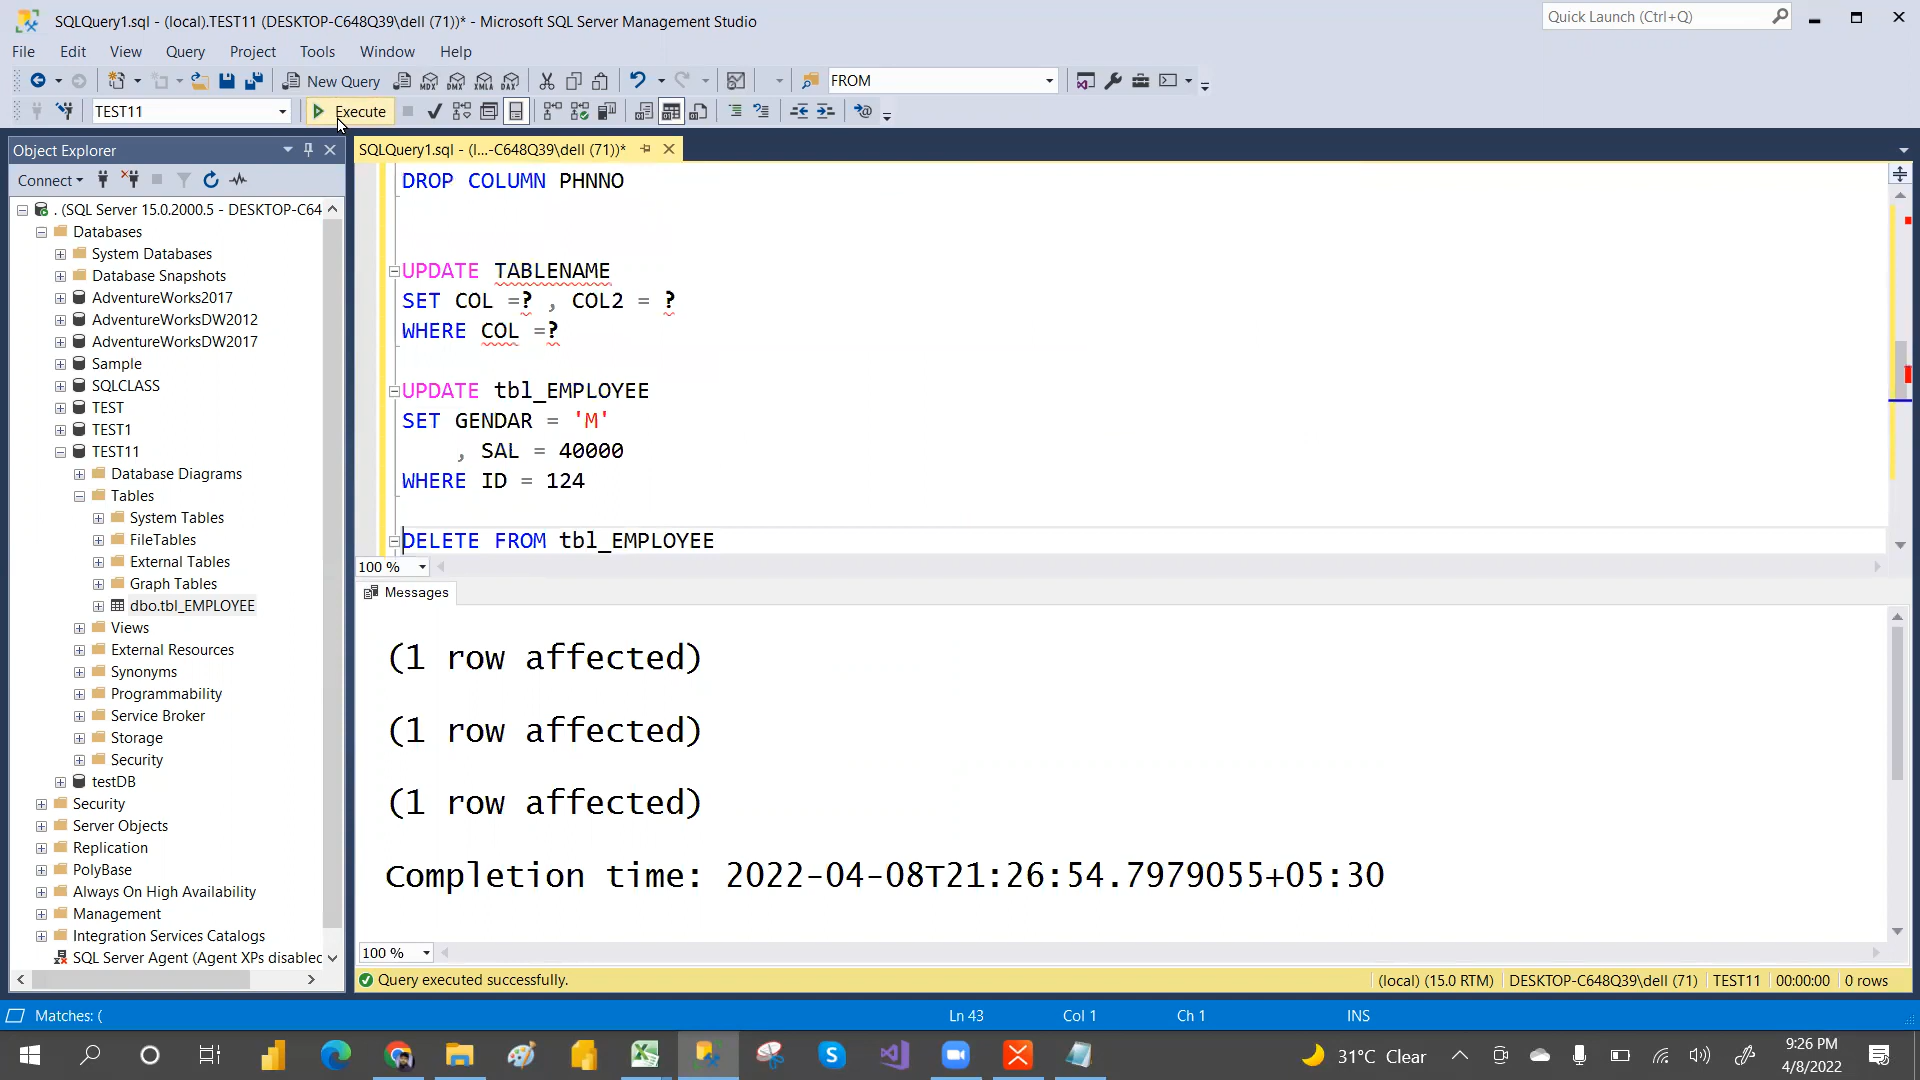 SQLQuery1.sql - (local).TEST11 (DESKTOP-C648Q39\dell (71))* - Microsoft SQL Server Management Studio
Quick Launch (Ctrl+Q)
File Edit View Query Project Tools Window Help
New Query
MDX DMX XMLA DAX
FROM
TEST11
Execute
Object Explorer
SQLQuery1.sql - (l...-C648Q39\dell (71))*
Connect
. (SQL Server 15.0.2000.5 - DESKTOP-C64
Databases
System Databases
Database Snapshots
AdventureWorks2017
AdventureWorksDW2012
AdventureWorksDW2017
Sample
SQLCLASS
TEST
TEST1
TEST11
Database Diagrams
Tables
System Tables
FileTables
External Tables
Graph Tables
dbo.tbl_EMPLOYEE
Views
External Resources
Synonyms
Programmability
Service Broker
Storage
Security
testDB
Security
Server Objects
Replication
PolyBase
Always On High Availability
Management
Integration Services Catalogs
SQL Server Agent (Agent XPs disablec
DROP COLUMN PHNNO
UPDATE TABLENAME
SET COL =? , COL2 = ?
WHERE COL =?
UPDATE tbl_EMPLOYEE
SET GENDAR = 'M'
, SAL = 40000
WHERE ID = 124
DELETE FROM tbl_EMPLOYEE
100 %
Messages
(1 row affected)
(1 row affected)
(1 row affected)
Completion time: 2022-04-08T21:26:54.7979055+05:30
100 %
Query executed successfully.
(local) (15.0 RTM) DESKTOP-C648Q39\dell (71) TEST11 00:00:00 0 rows
Matches: (
Ln 43 Col 1 Ch 1 INS
31°C Clear
9:26 PM
4/8/2022